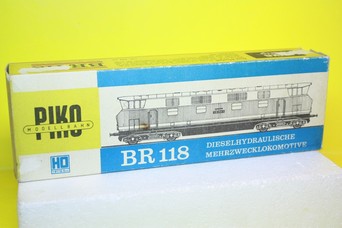 PIKO
MODELLBAHN
HO
BR 118
DIESELHYDRAULISCHE
MEHRZWECKLOKOMOTIVE